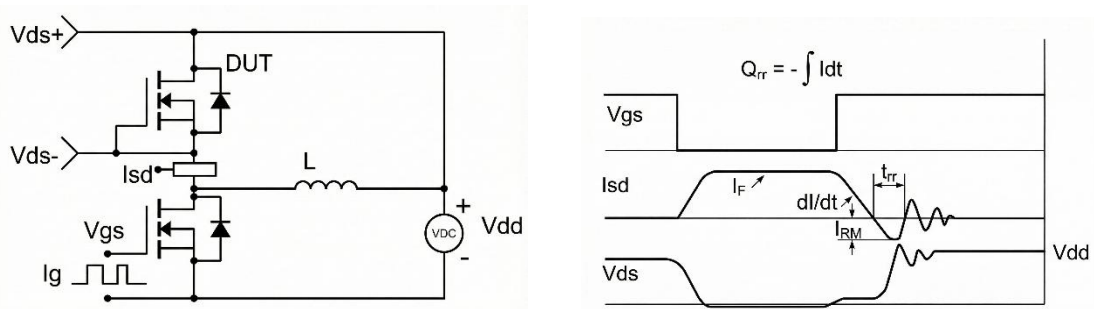 Vds+
DUT
Vds-
Isd
L
Vgs
Ig
+
VDC
-
Vdd
Qrr = - ∫ Idt
Vgs
Isd
IF
dI/dt
trr
IRM
Vds
Vdd